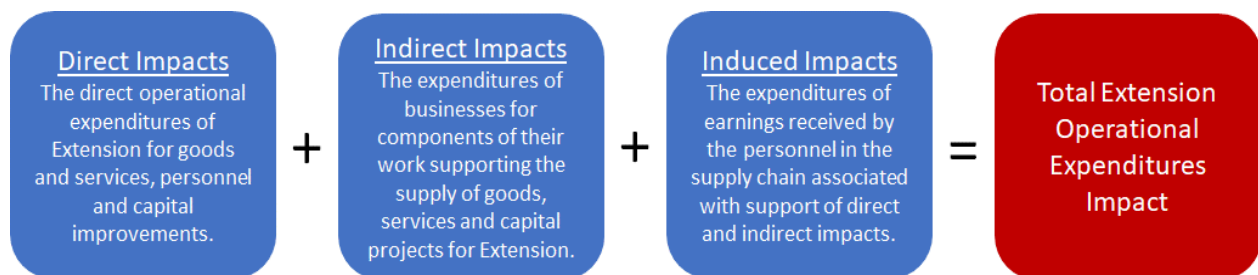 Direct Impacts
The direct operational
expenditures of
Extension for goods
and services, personnel
and capital
improvements.
+
Indirect Impacts
The expenditures of
businesses for
components of their
work supporting the
supply of goods,
services and capital
projects for Extension.
+
Induced Impacts
The expenditures of
earnings received by
the personnel in the
supply chain associated
with support of direct
and indirect impacts.
=
Total Extension
Operational
Expenditures
Impact